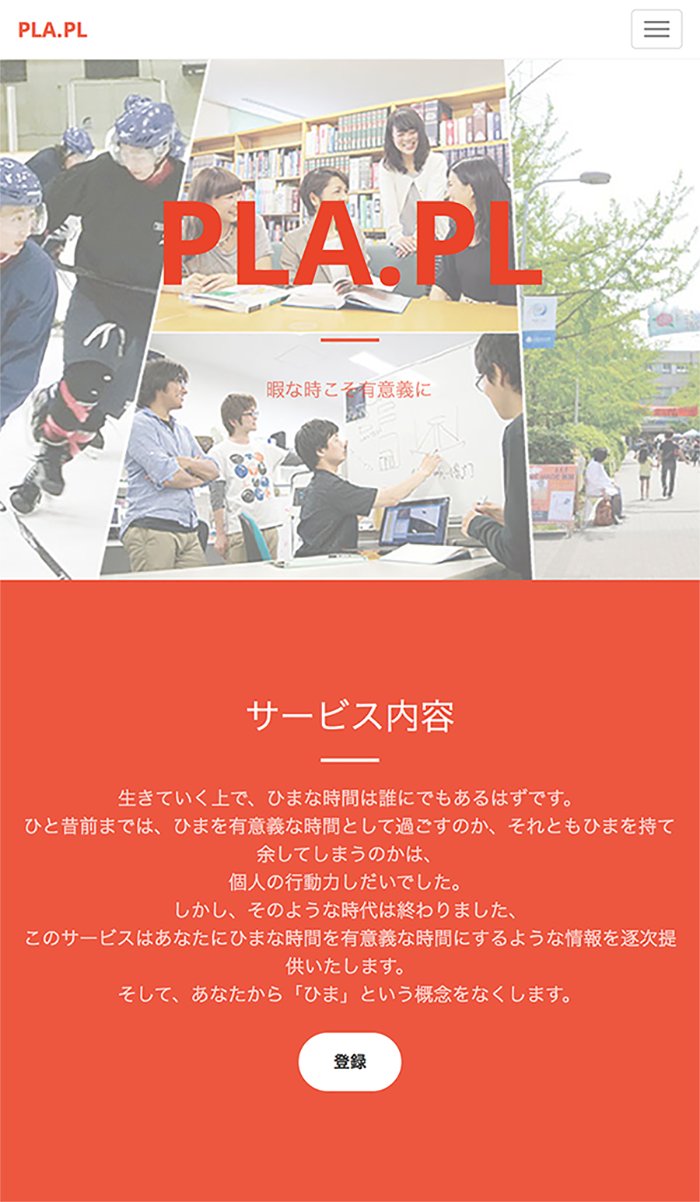 PLA.PL
PLA.PL
暇な時こそ有意義に
サービス内容
生きていく上で、ひまな時間は誰にでもあるはずです。
ひと昔前までは、ひまを有意義な時間として過ごすのか、それともひまを持て
余してしまうのかは、
個人の行動力しだいでした。
しかし、そのような時代は終わりました、
このサービスはあなたにひまな時間を有意義な時間にするような情報を逐次提
供いたします。
そして、あなたから「ひま」という概念をなくします。
登録